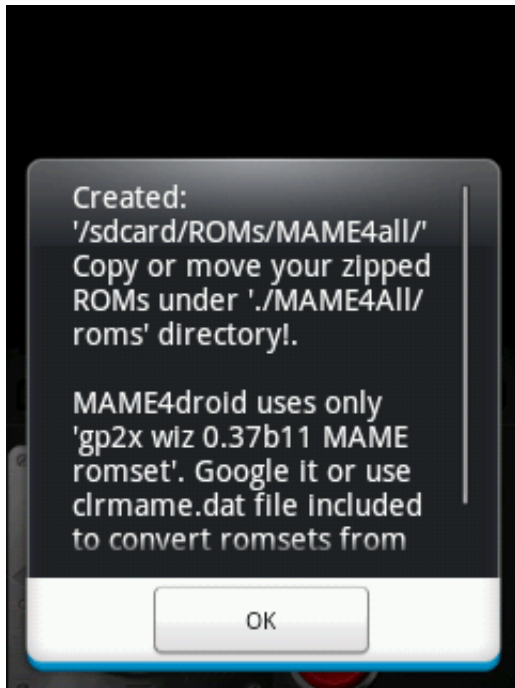 Created:
'/sdcard/ROMs/MAME4all/'
Copy or move your zipped
ROMs under './MAME4All/
roms' directory!.
MAME4droid uses only
'gp2x wiz 0.37b11 MAME
romset'. Google it or use
clrmame.dat file included
to convert romsets from
OK